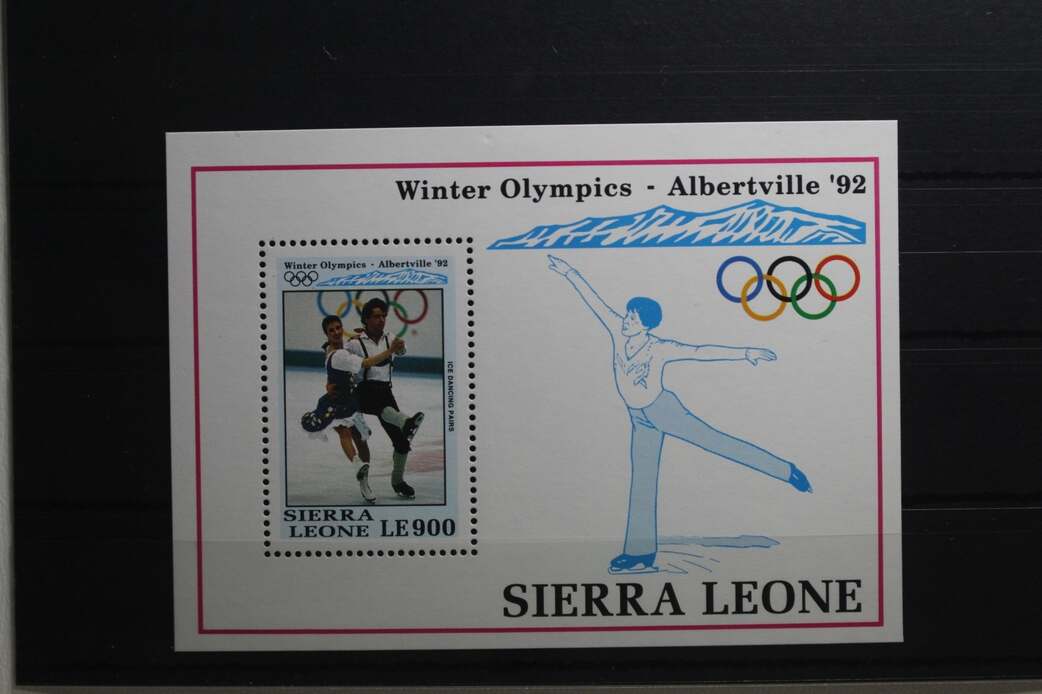 Winter Olympics - Albertville '92
Winter Olympics - Albertville '92
ICE DANCING PAIRS
SIERRA
LEONE LE900
SIERRA LEONE